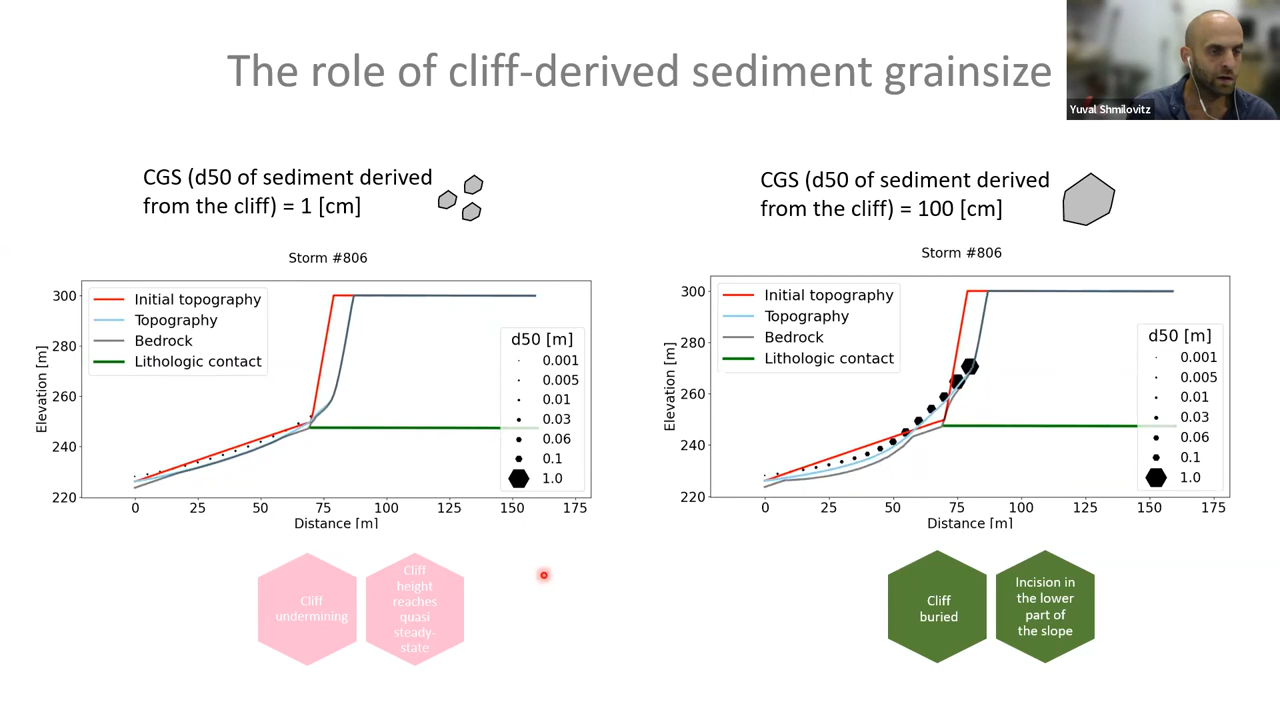 The role of cliff-derived sediment grainsize
Yuval Shmilovitz
CGS (d50 of sediment derived
from the cliff) = 1 [cm]
Storm #806
Initial topography
Topography
Bedrock
Lithologic contact
d50 [m]
0.001
0.005
0.01
0.03
0.06
0.1
1.0
Elevation [m]
300
280
260
240
220
0 25 50 75 100 125 150 175
Distance [m]
Cliff
undermining
Cliff
height
reaches
quasi
steady-
state
CGS (d50 of sediment derived
from the cliff) = 100 [cm]
Storm #806
Initial topography
Topography
Bedrock
Lithologic contact
d50 [m]
0.001
0.005
0.01
0.03
0.06
0.1
1.0
Elevation [m]
300
280
260
240
220
0 25 50 75 100 125 150 175
Distance [m]
Cliff
buried
Incision in
the lower
part of
the slope